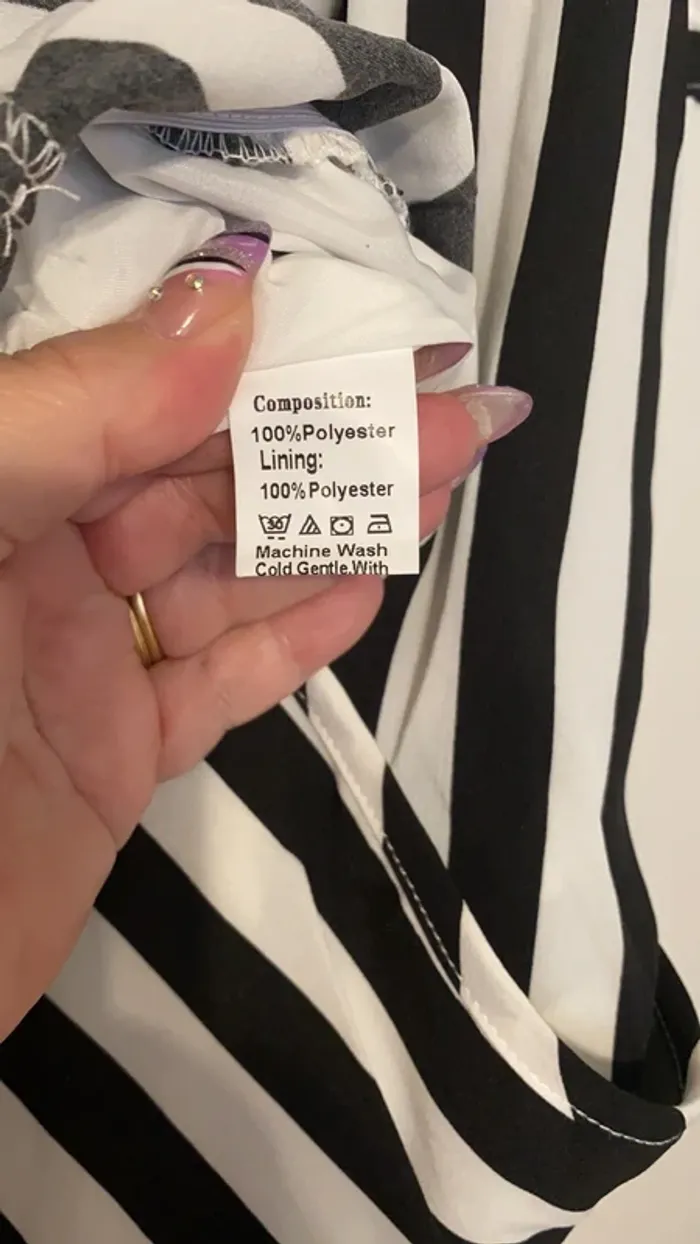 Composition:
100%Polyester
Lining:
100%Polyester
30
Machine Wash
Cold Gentle.With